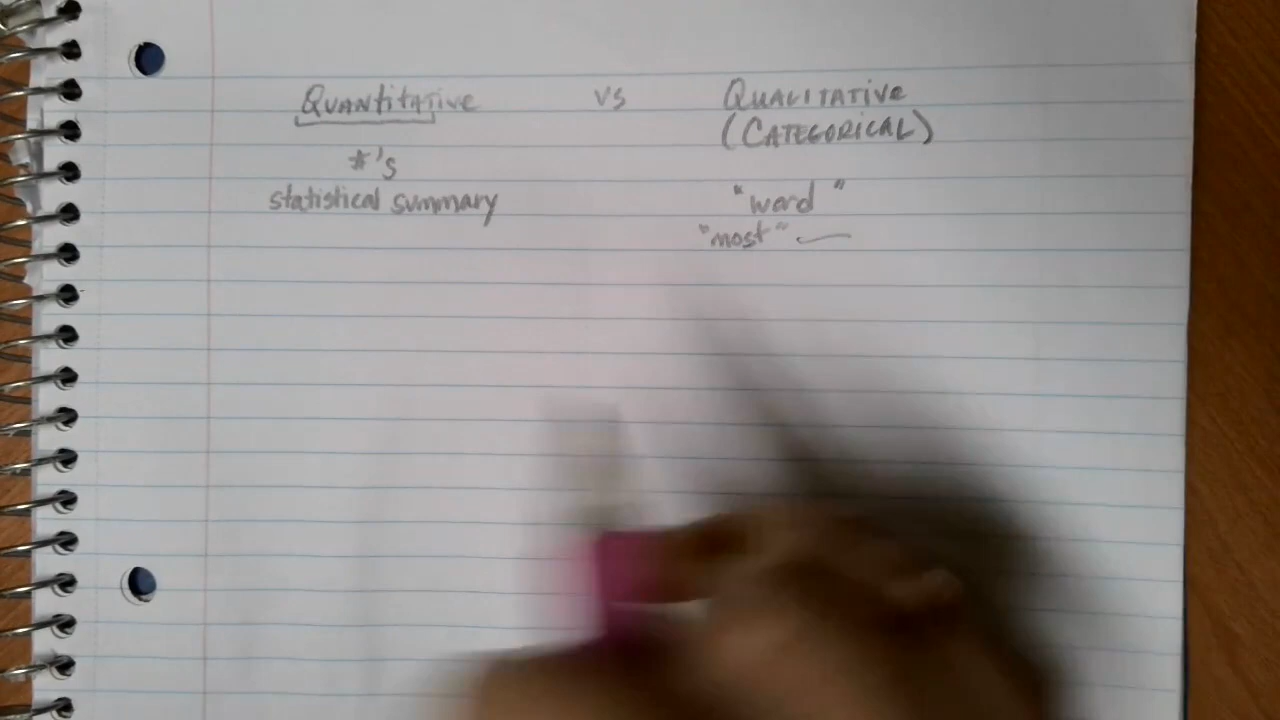 QUANtitATive vs QUALITATIVe
(CATEGORICAL)
#'s
statistical summary
"word"
"most"